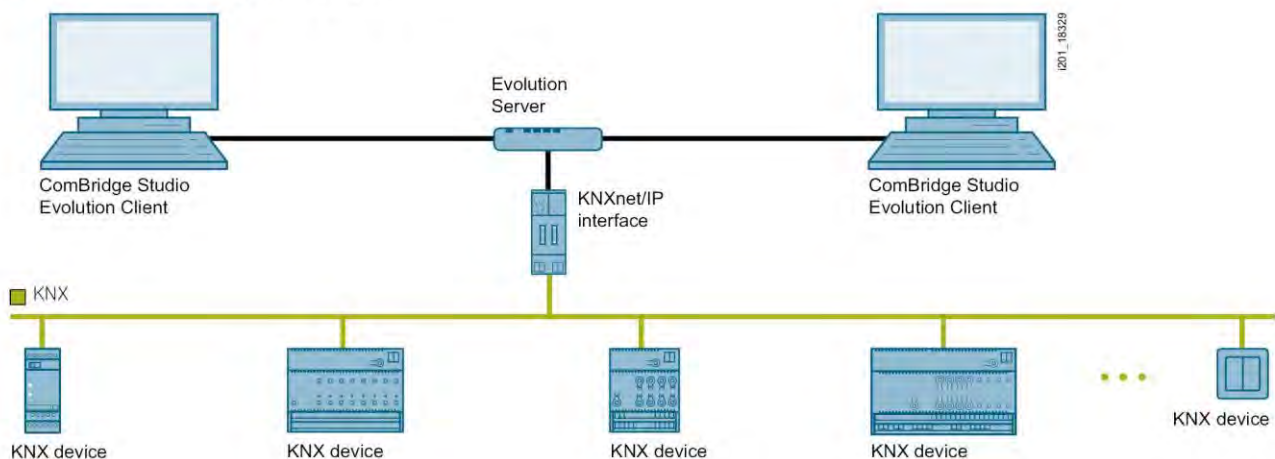 i201_18329
Evolution
Server
ComBridge Studio
Evolution Client
ComBridge Studio
Evolution Client
KNXnet/IP
interface
KNX
KNX device
KNX device
KNX device
KNX device
KNX device